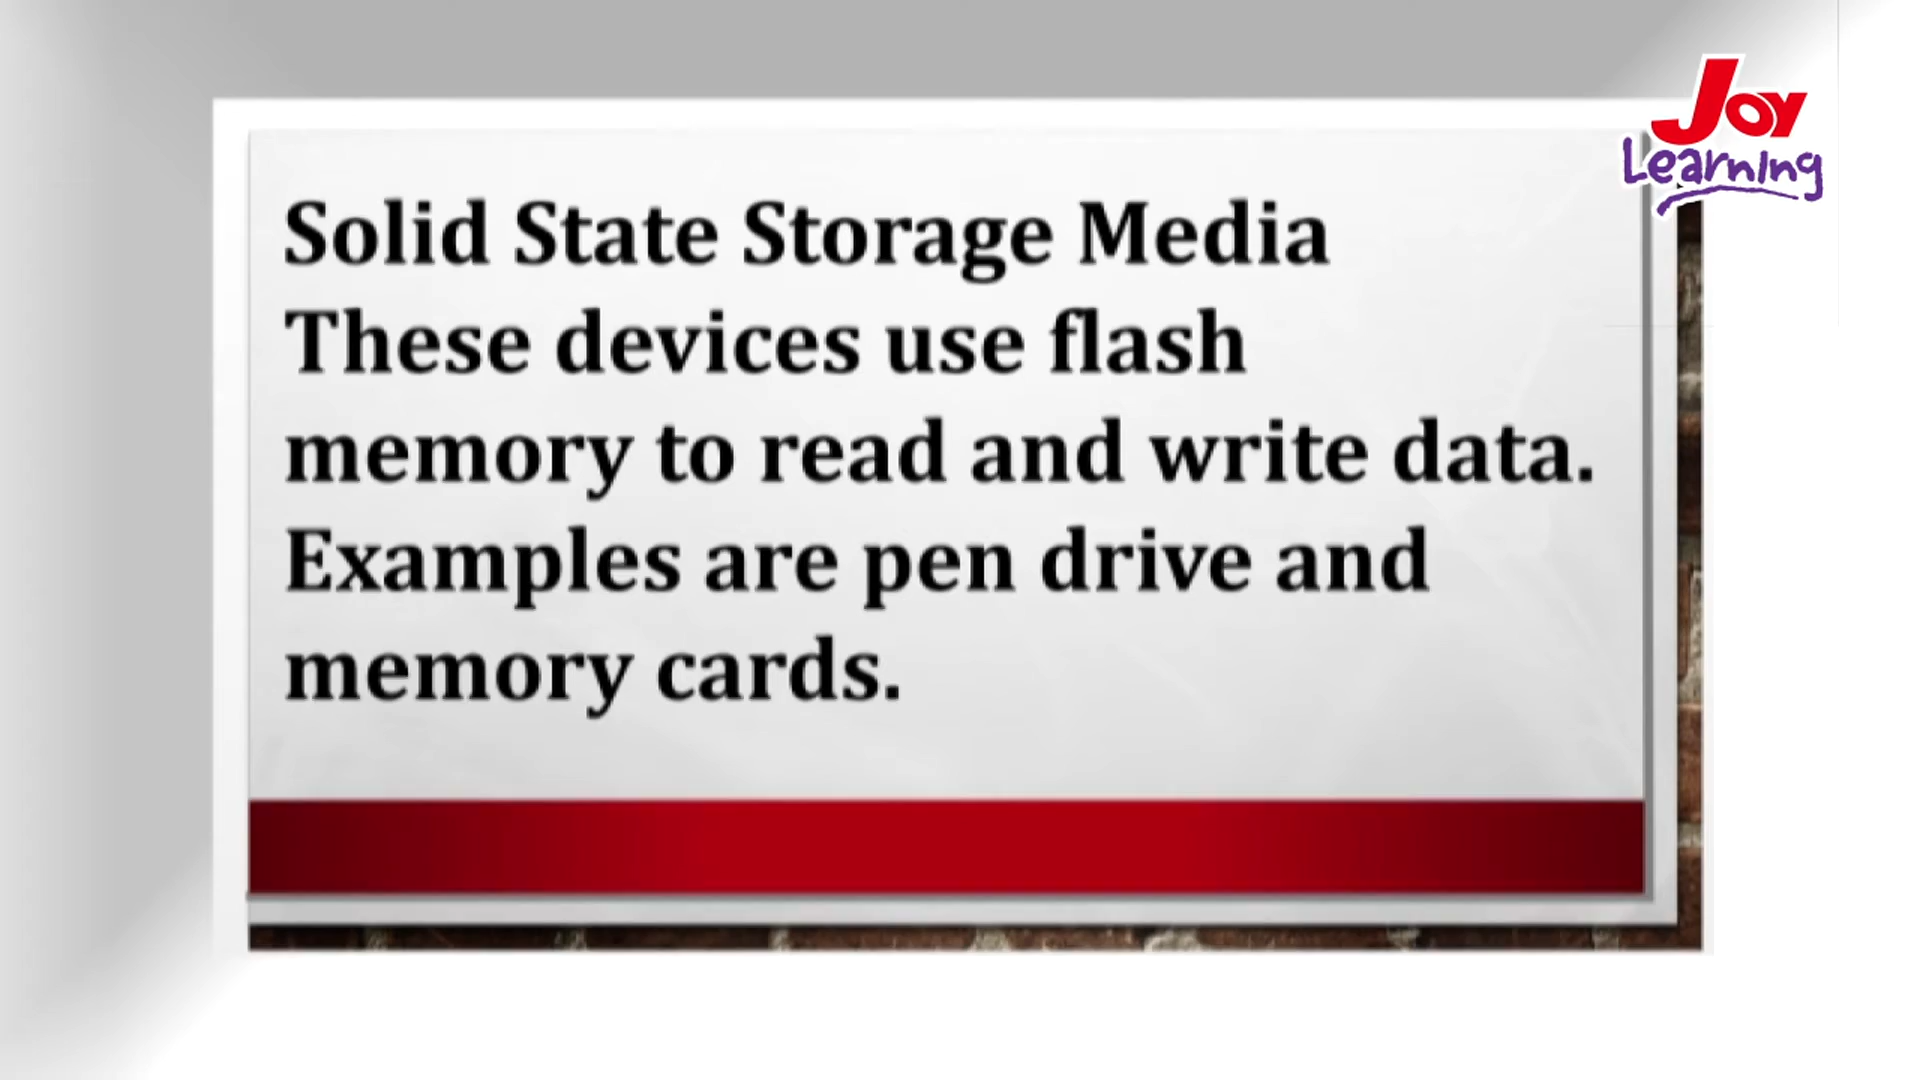 Joy
Learning
Solid State Storage Media
These devices use flash
memory to read and write data.
Examples are pen drive and
memory cards.